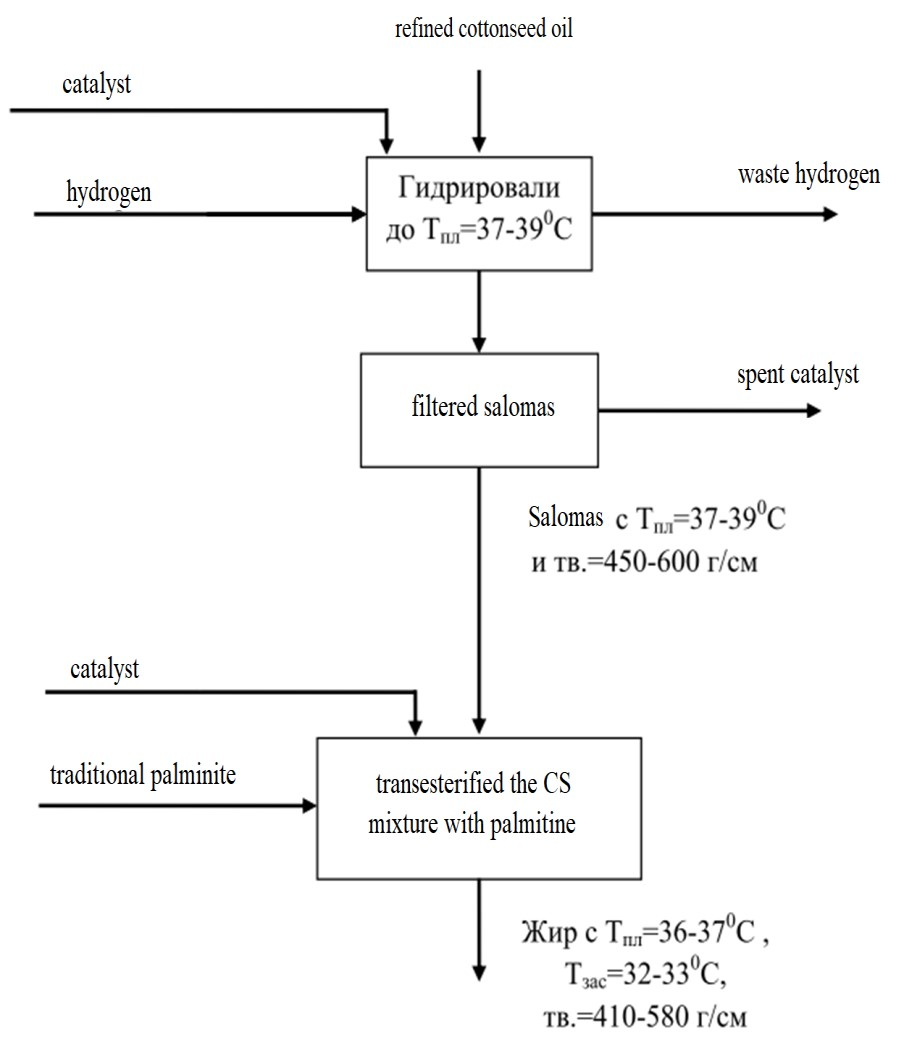 refined cottonseed oil
catalyst
hydrogen
Гидрировали
до Тпл=37-39⁰С
waste hydrogen
filtered salomas
spent catalyst
Salomas с Тпл=37-39⁰С
и тв.=450-600 г/см
catalyst
traditional palminite
transesterified the CS
mixture with palmitine
Жир с Тпл=36-37⁰С ,
Тзас=32-33⁰С,
тв.=410-580 г/см